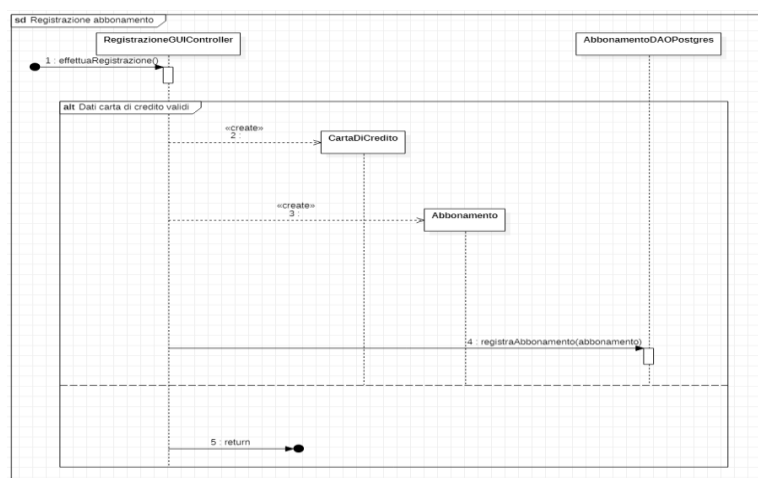 sd Registrazione abbonamento
RegistrazioneGUIController
AbbonamentoDAOPostgres
1 : effettuaRegistrazione()
alt Dati carta di credito validi
«create»
2 :
CartaDiCredito
«create»
3 :
Abbonamento
4 : registraAbbonamento(abbonamento)
5 : return